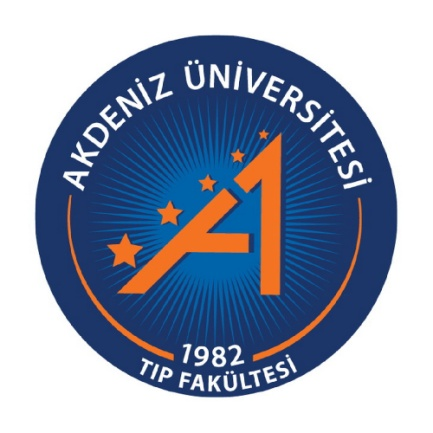 AKDENİZ ÜNİVERSİTESİ
1982
TIP FAKÜLTESİ